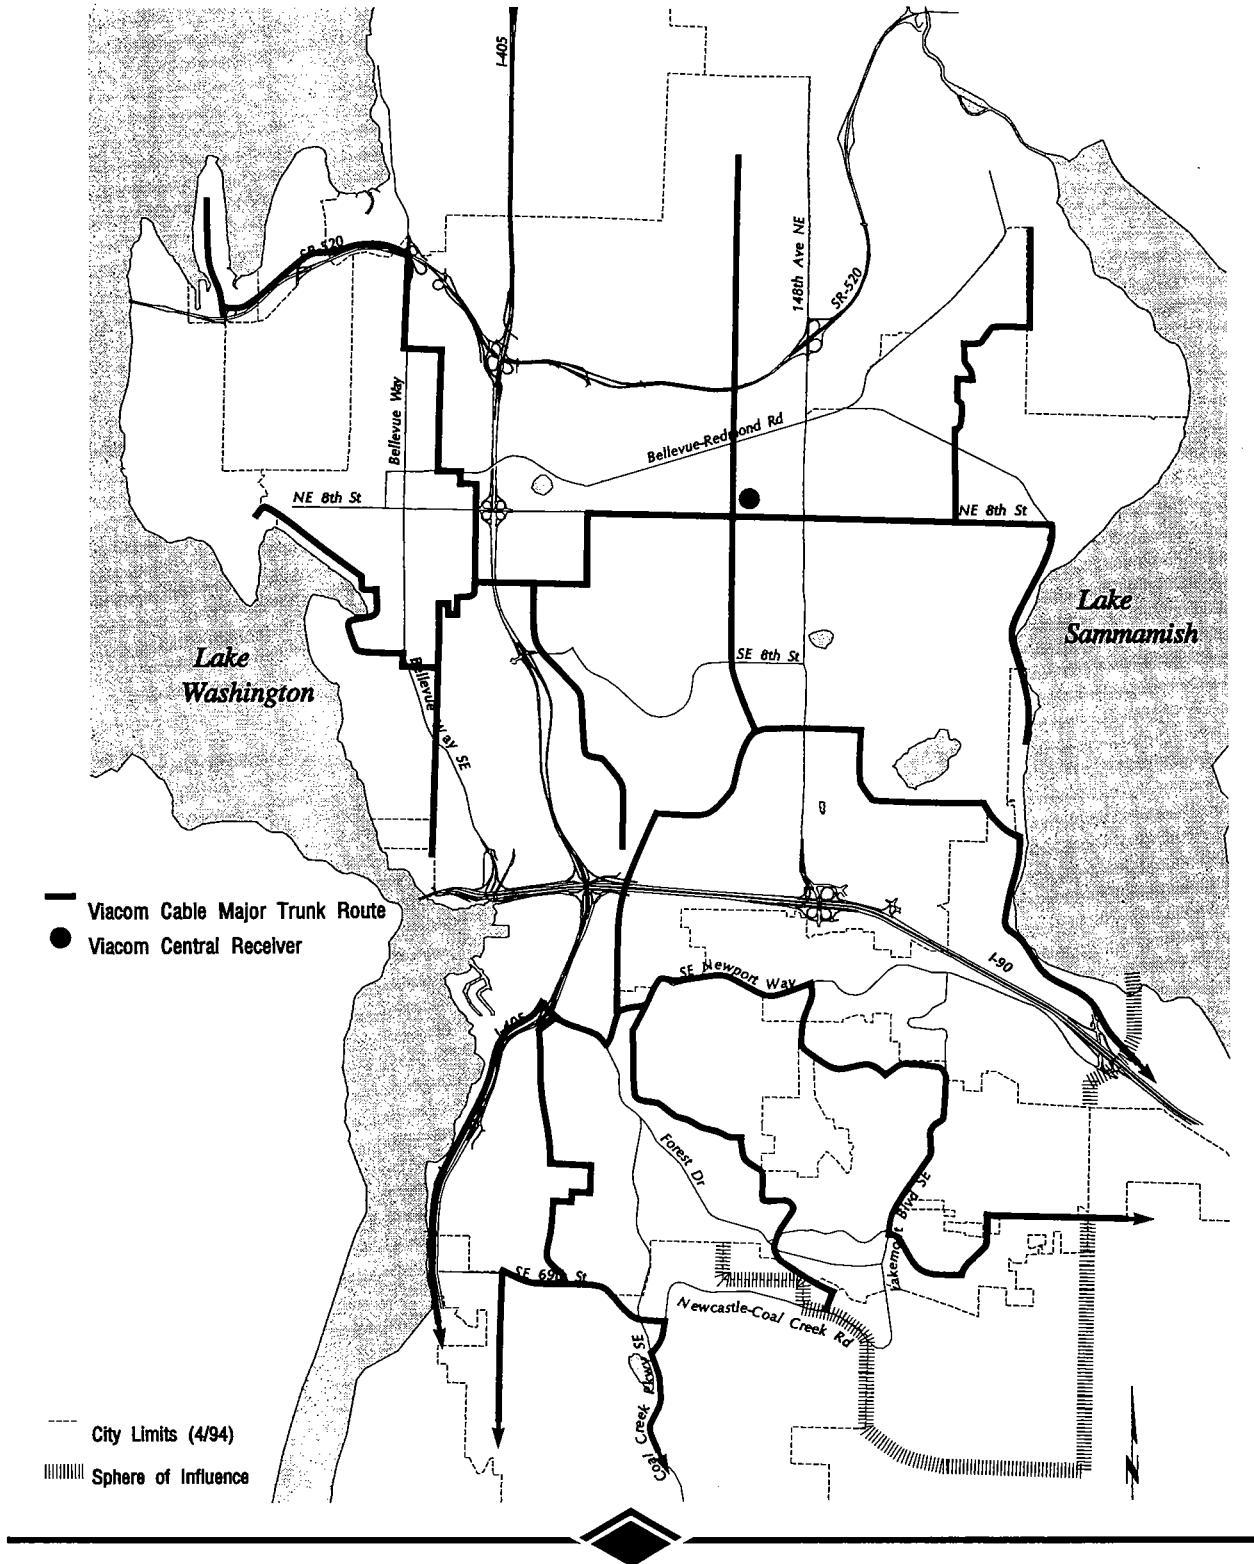 I-405
SR-520
148th Ave NE
SR-520
Bellevue Way
Bellevue-Redmond Rd
NE 8th St
NE 8th St
Lake
Sammamish
Lake
Washington
SE 8th St
Bellevue Way SE
Viacom Cable Major Trunk Route
Viacom Central Receiver
I-90
SE Newport Way
I-405
Forest Dr
Lakemont Blvd SE
SE 69th St
Newcastle-Coal Creek Rd
Coal Creek Pkwy SE
City Limits (4/94)
Sphere of Influence
N